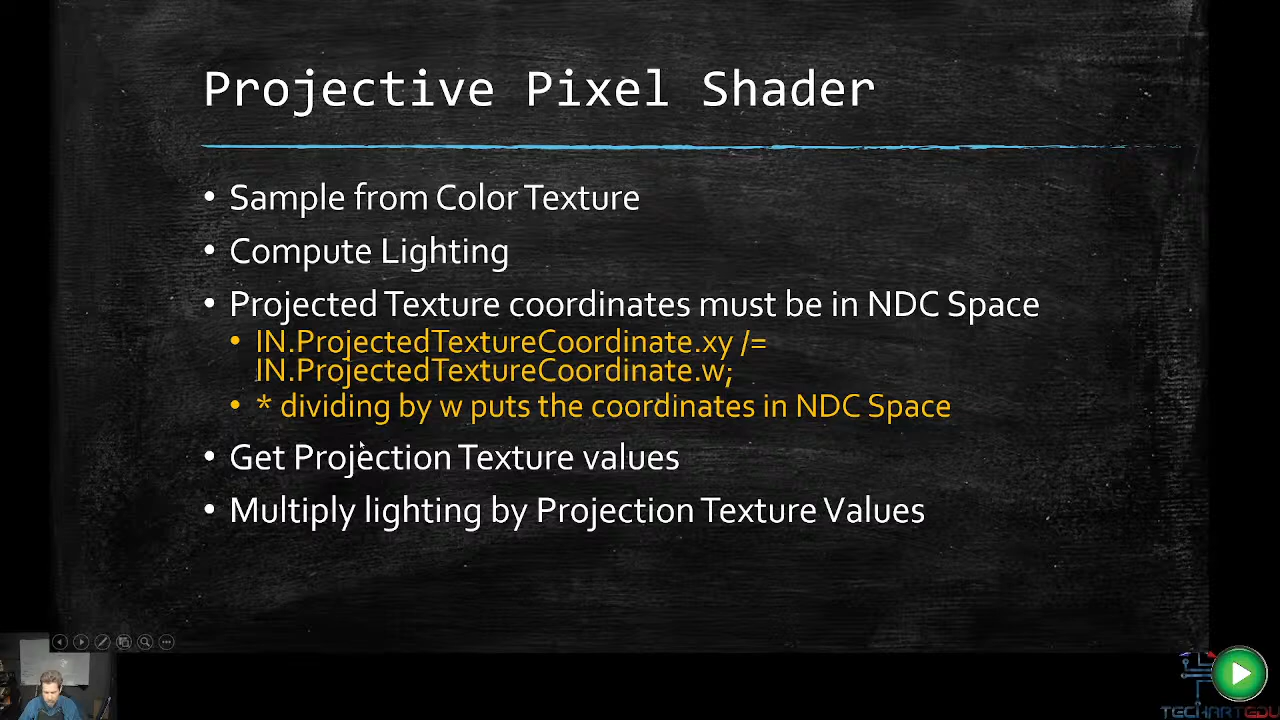 Projective Pixel Shader
• Sample from Color Texture
• Compute Lighting
• Projected Texture coordinates must be in NDC Space
• IN.ProjectedTextureCoordinate.xy /=
IN.ProjectedTextureCoordinate.w;
• * dividing by w puts the coordinates in NDC Space
• Get Projection Texture values
• Multiply lighting by Projection Texture Values
TECHARTEDU